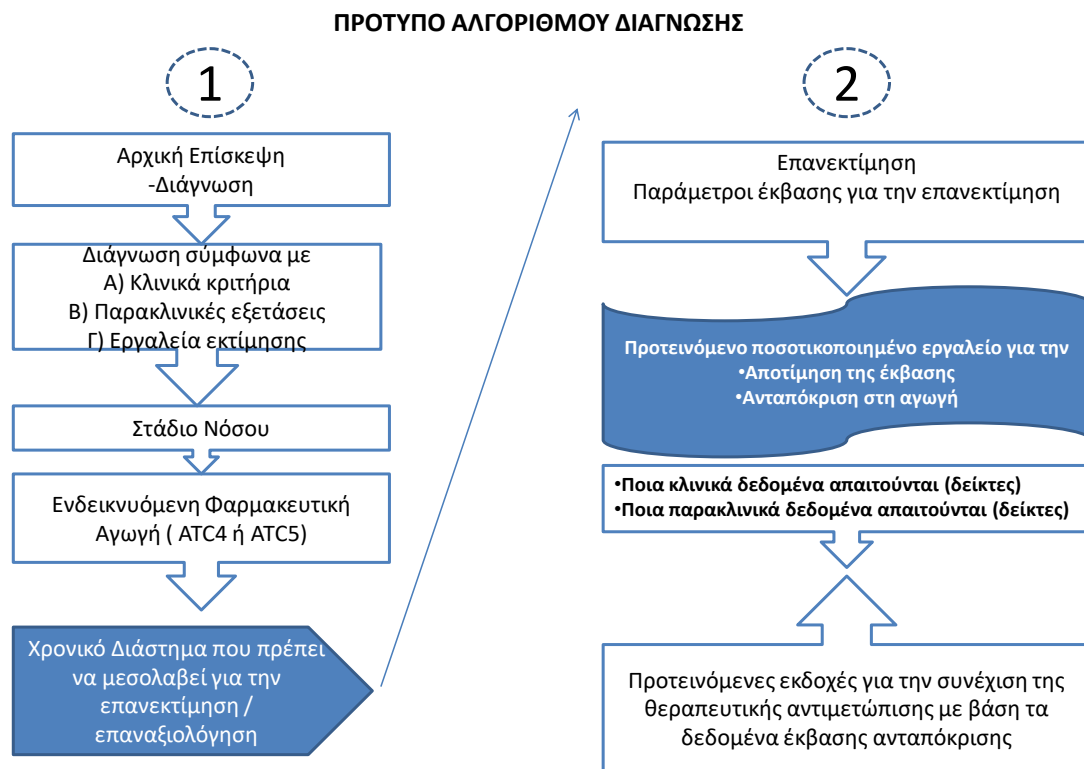 ΠΡΟΤΥΠΟ ΑΛΓΟΡΙΘΜΟΥ ΔΙΑΓΝΩΣΗΣ
1
Αρχική Επίσκεψη
-Διάγνωση
Διάγνωση σύμφωνα με
Α) Κλινικά κριτήρια
Β) Παρακλινικές εξετάσεις
Γ) Εργαλεία εκτίμησης
Στάδιο Νόσου
Ενδεικνυόμενη Φαρμακευτική
Αγωγή ( ATC4 ή ATC5)
Χρονικό Διάστημα που πρέπει
να μεσολαβεί για την
επανεκτίμηση /
επαναξιολόγηση
2
Επανεκτίμηση
Παράμετροι έκβασης για την επανεκτίμηση
Προτεινόμενο ποσοτικοποιημένο εργαλείο για την
•Αποτίμηση της έκβασης
•Ανταπόκριση στη αγωγή
•Ποια κλινικά δεδομένα απαιτούνται (δείκτες)
•Ποια παρακλινικά δεδομένα απαιτούνται (δείκτες)
Προτεινόμενες εκδοχές για την συνέχιση της
θεραπευτικής αντιμετώπισης με βάση τα
δεδομένα έκβασης ανταπόκρισης